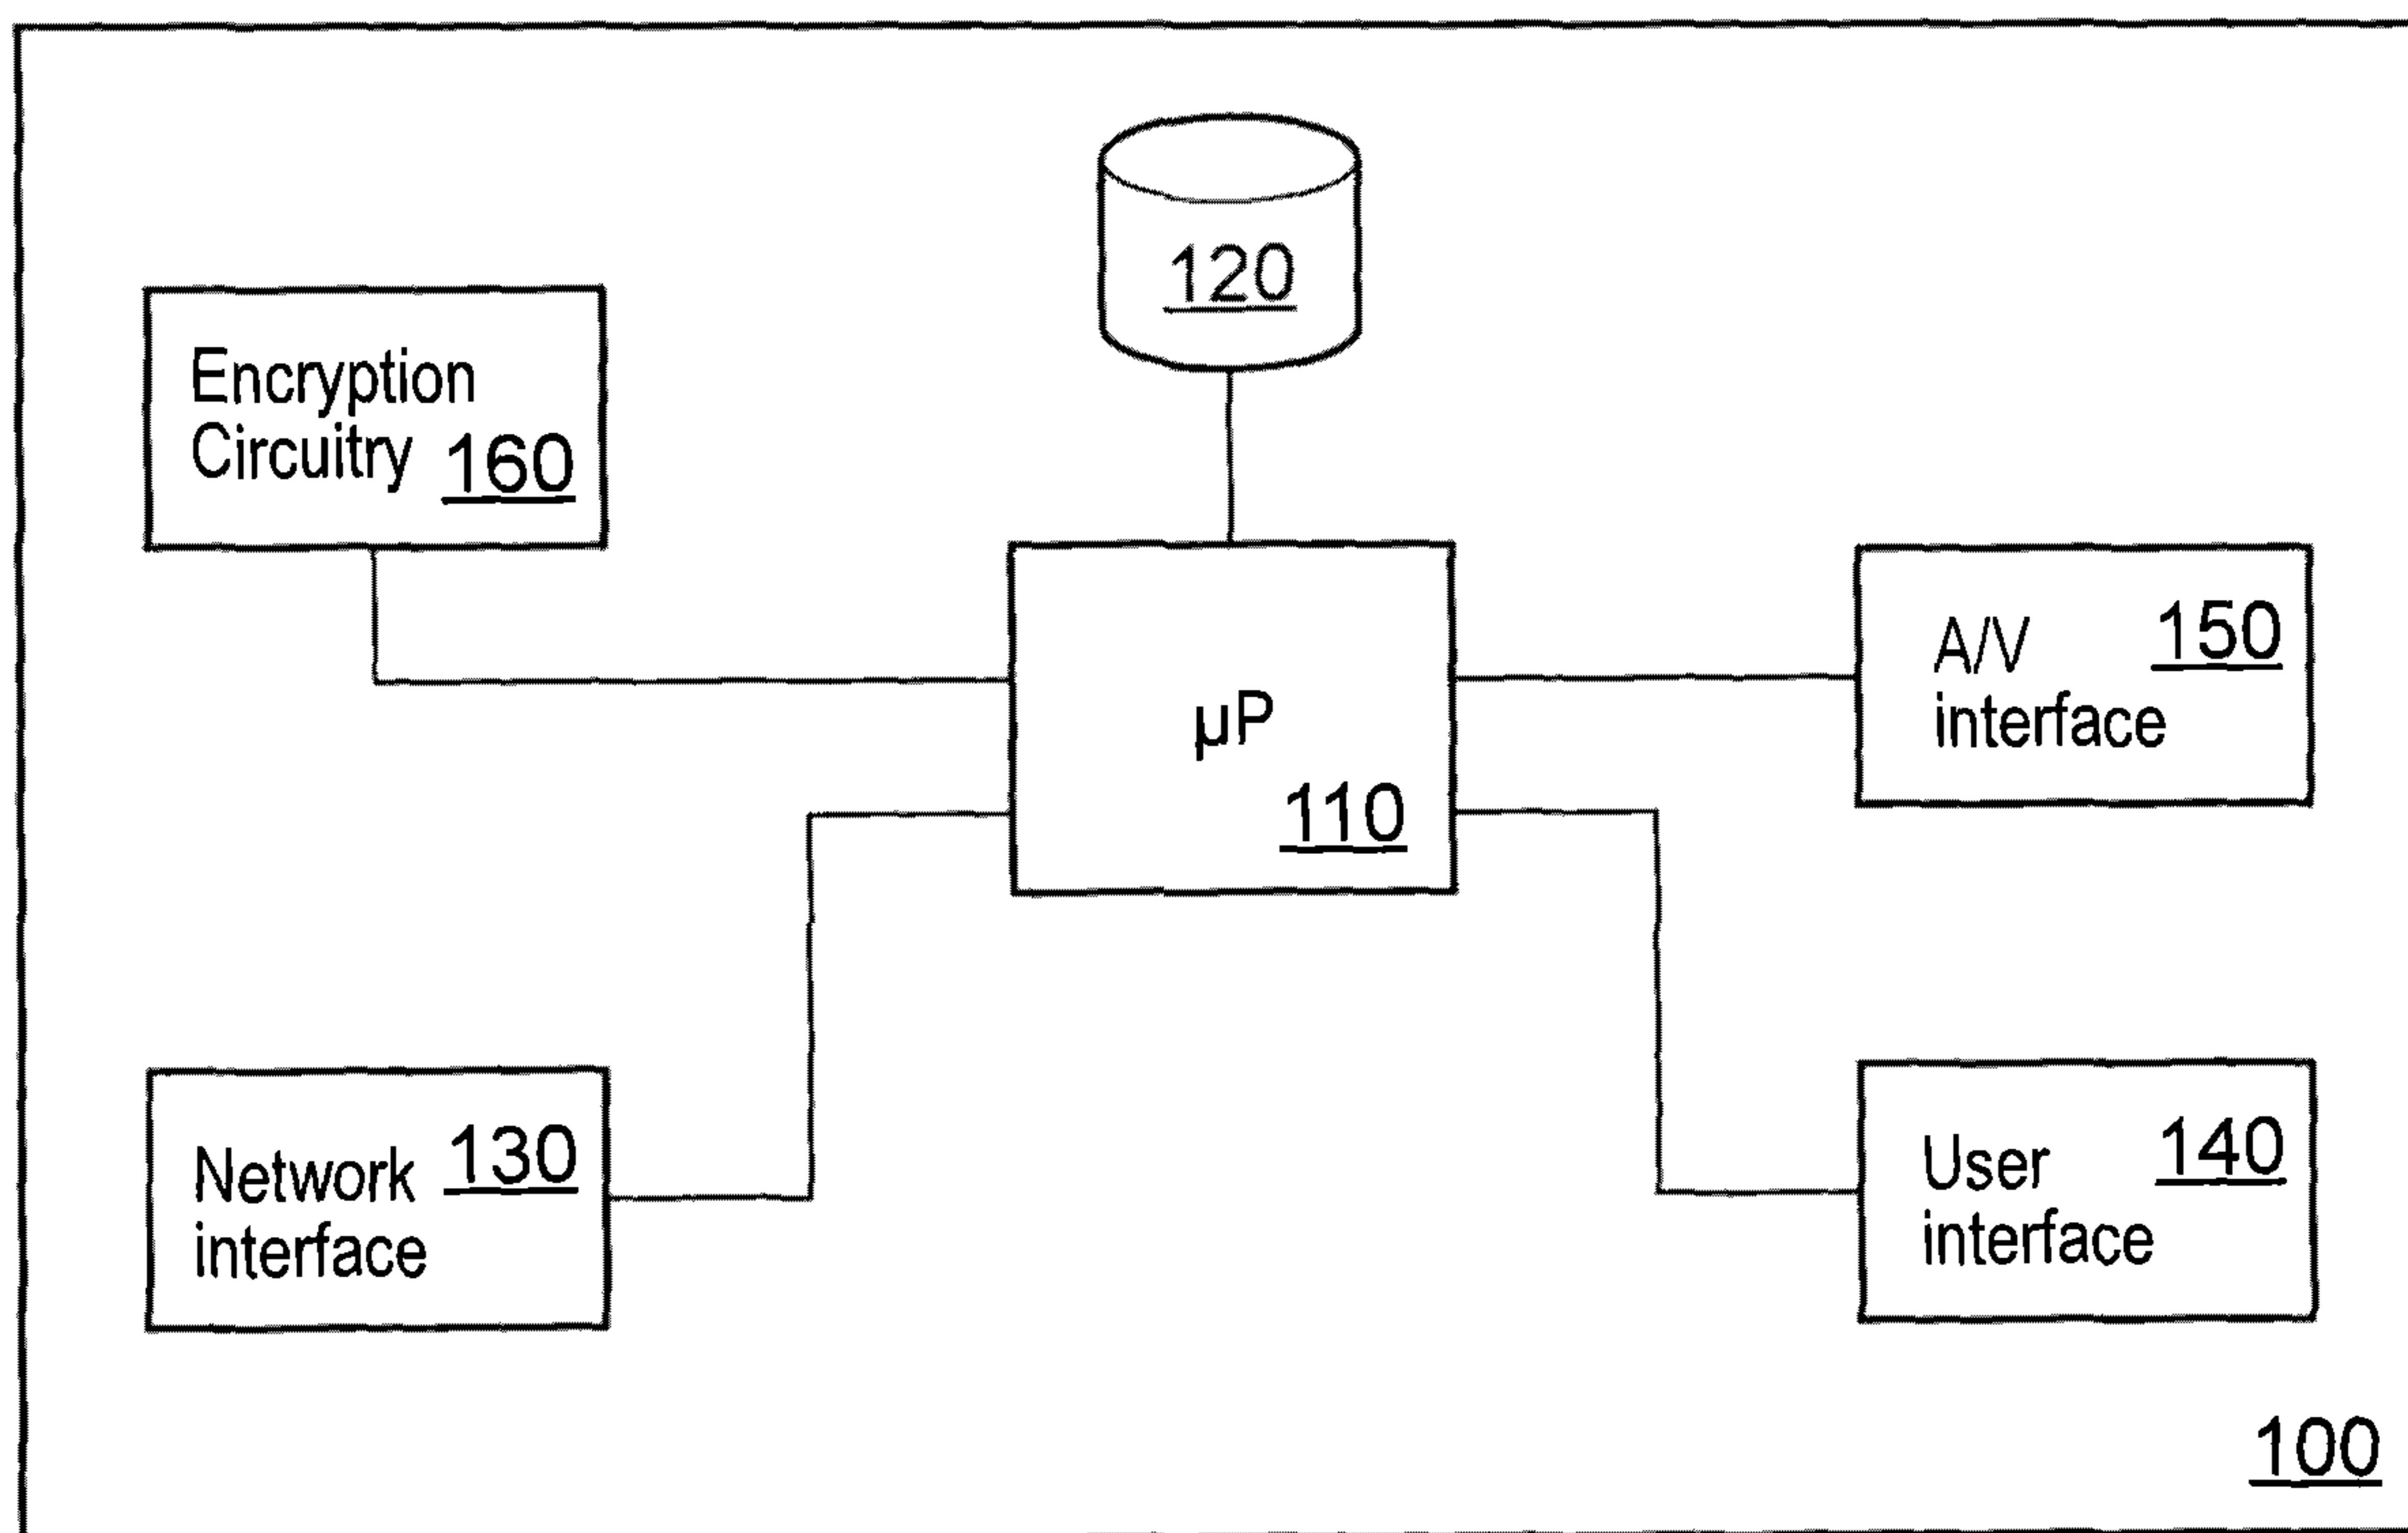 120
Encryption
Circuitry 160
A/V 150
interface
µP
110
Network 130
interface
User 140
interface
100